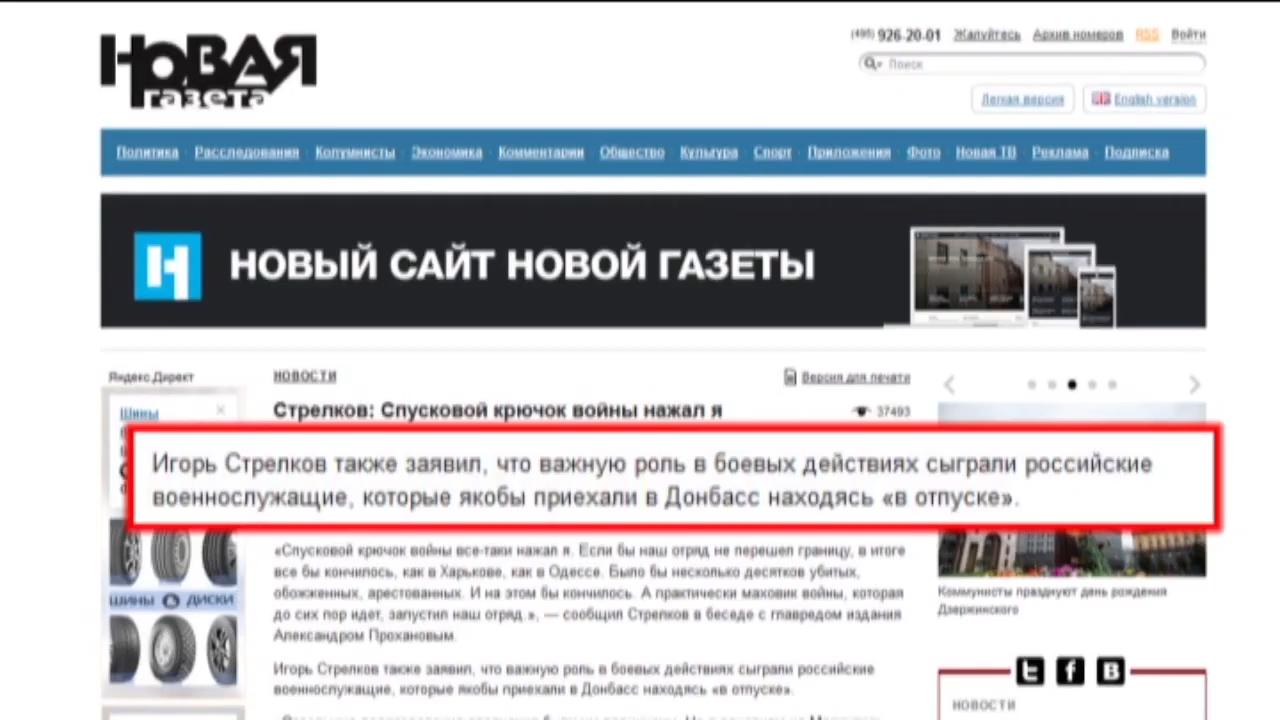 НОВАЯ
газета
(495) 926-20-01 Жалуйтесь Архив номеров RSS Войти
Поиск
Легкая версия English version
Политика Расследования Колумнисты Экономика Комментарии Общество Культура Спорт Приложения Фото Новая ТВ Реклама Подписка
НОВЫЙ САЙТ НОВОЙ ГАЗЕТЫ
Яндекс.Директ
Шины
ШИНЫ ДИСКИ
НОВОСТИ Версия для печати
Стрелков: Спусковой крючок войны нажал я 37493
Игорь Стрелков также заявил, что важную роль в боевых действиях сыграли российские
военнослужащие, которые якобы приехали в Донбасс находясь «в отпуске».
«Спусковой крючок войны все-таки нажал я. Если бы наш отряд не перешел границу, в итоге
все бы кончилось, как в Харькове, как в Одессе. Было бы несколько десятков убитых,
обожженных, арестованных. И на этом бы кончилось. А практически маховик войны, которая
до сих пор идет, запустил наш отряд.», — сообщил Стрелков в беседе с главредом издания
Александром Прохановым.
Игорь Стрелков также заявил, что важную роль в боевых действиях сыграли российские
военнослужащие, которые якобы приехали в Донбасс находясь «в отпуске».
Коммунисты празднуют день рождения
Дзержинского
НОВОСТИ